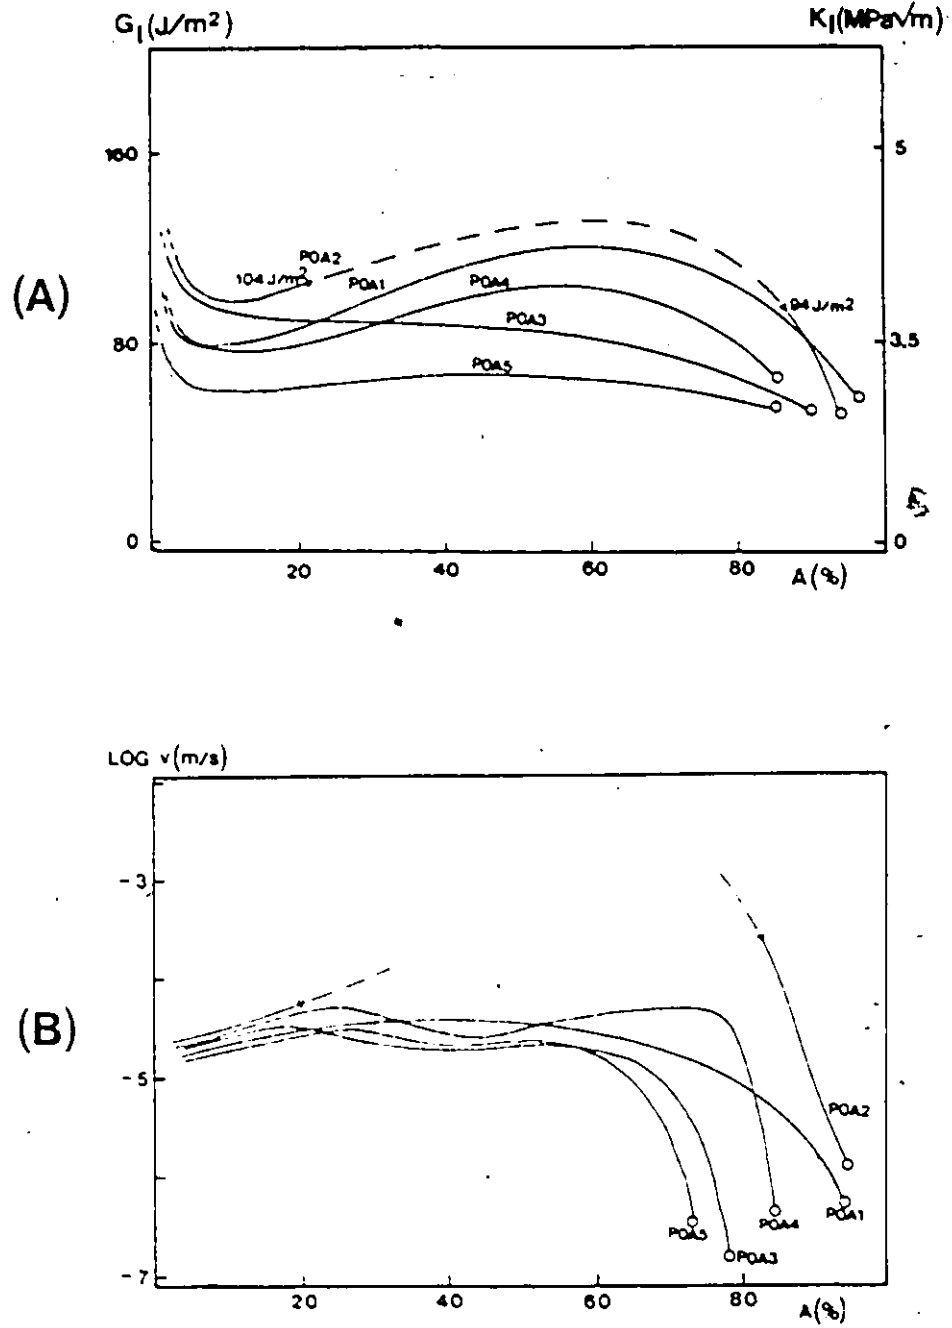 G_I(J/m²) K_I(MPa√m)
160 5
(A)
POA2
104 J/m² POA1 POA4
94 J/m²
POA3
80 3,5
POA5
0 0
20 40 60 80 A(%)
LOG v(m/s)
-3
(B)
-5
POA2
POA5 POA4 POA1
POA3
-7
20 40 60 80 A(%)